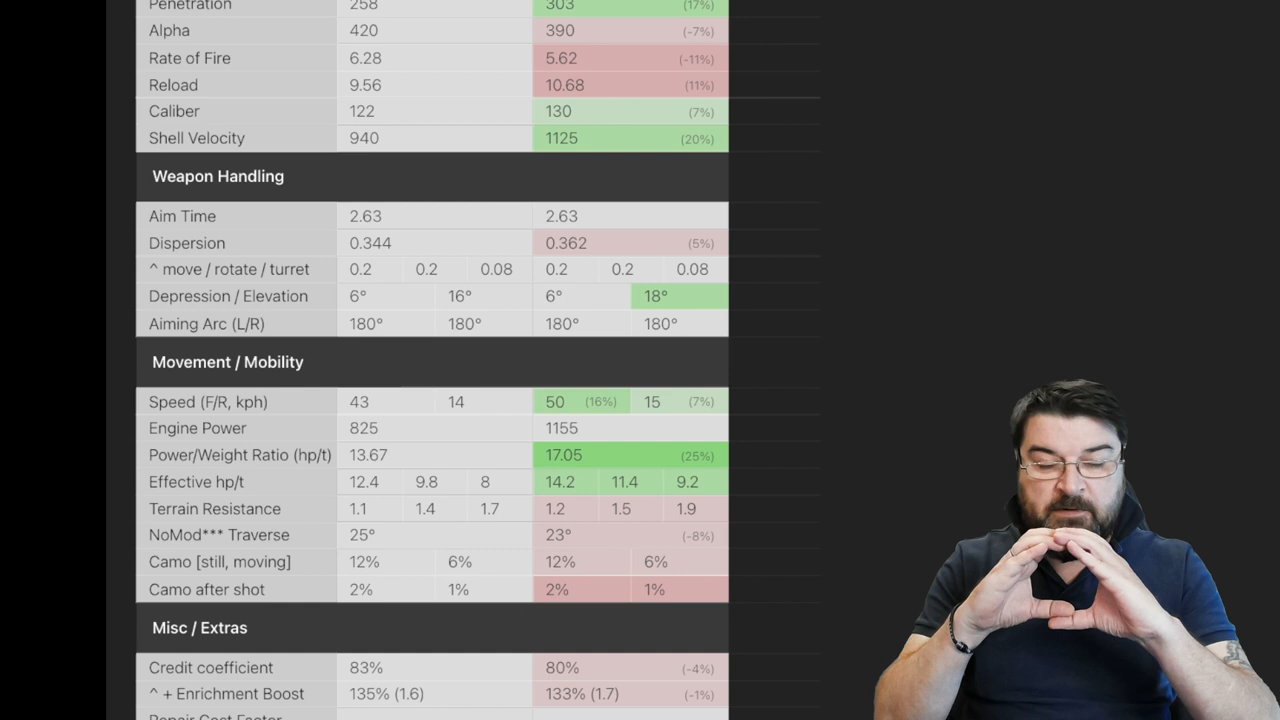 Penetration 258 303 (17%)
Alpha 420 390 (-7%)
Rate of Fire 6.28 5.62 (-11%)
Reload 9.56 10.68 (11%)
Caliber 122 130 (7%)
Shell Velocity 940 1125 (20%)
Weapon Handling
Aim Time 2.63 2.63
Dispersion 0.344 0.362 (5%)
^ move / rotate / turret 0.2 0.2 0.08 0.2 0.2 0.08
Depression / Elevation 6° 16° 6° 18°
Aiming Arc (L/R) 180° 180° 180° 180°
Movement / Mobility
Speed (F/R, kph) 43 14 50 (16%) 15 (7%)
Engine Power 825 1155
Power/Weight Ratio (hp/t) 13.67 17.05 (25%)
Effective hp/t 12.4 9.8 8 14.2 11.4 9.2
Terrain Resistance 1.1 1.4 1.7 1.2 1.5 1.9
NoMod*** Traverse 25° 23° (-8%)
Camo [still, moving] 12% 6% 12% 6%
Camo after shot 2% 1% 2% 1%
Misc / Extras
Credit coefficient 83% 80% (-4%)
^ + Enrichment Boost 135% (1.6) 133% (1.7) (-1%)
Repair Cost Factor